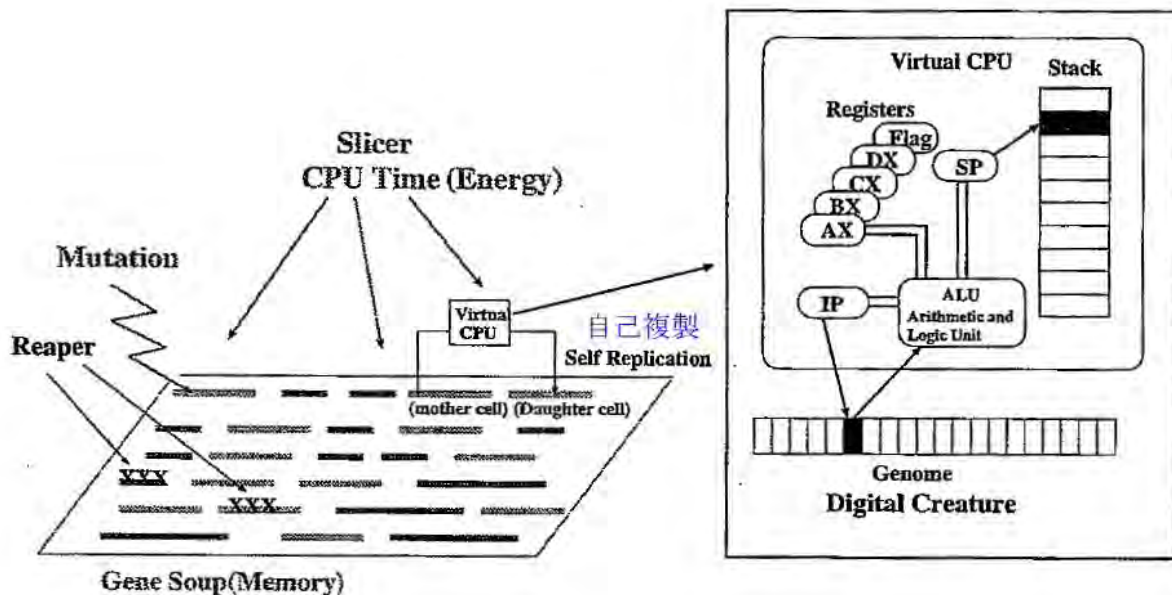 Slicer
CPU Time (Energy)
Mutation
Reaper
Virtual
CPU
自己複製
Self Replication
(mother cell) (Daughter cell)
XXX
XXX
Gene Soup(Memory)
Virtual CPU
Stack
Registers
Flag
DX
CX
BX
AX
SP
IP
ALU
Arithmetic and
Logic Unit
Genome
Digital Creature